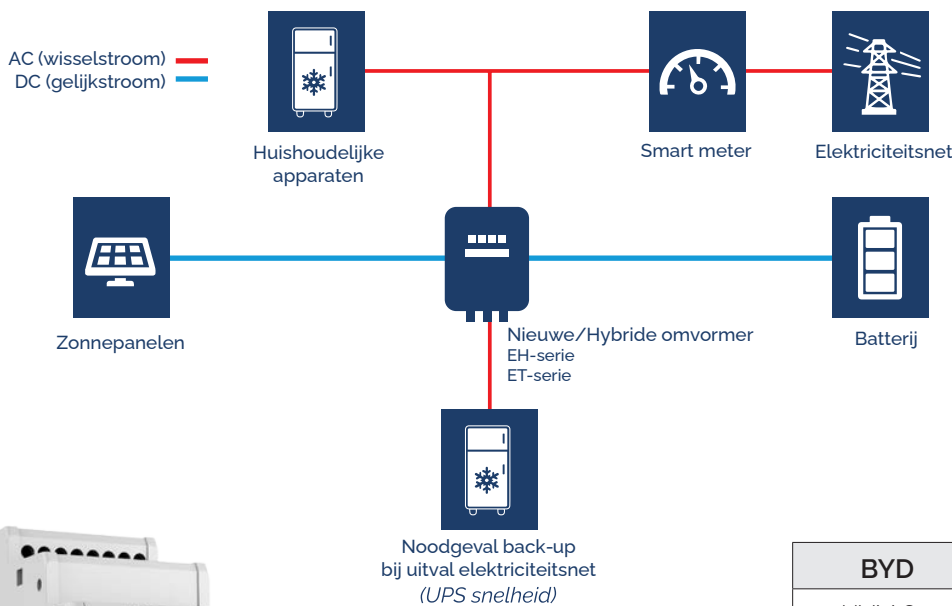 AC (wisselstroom)
DC (gelijkstroom)
Huishoudelijke
apparaten
Smart meter
Elektriciteitsnet
Zonnepanelen
Nieuwe/Hybride omvormer
EH-serie
ET-serie
Batterij
Noodgeval back-up
bij uitval elektriciteitsnet
(UPS snelheid)
BYD